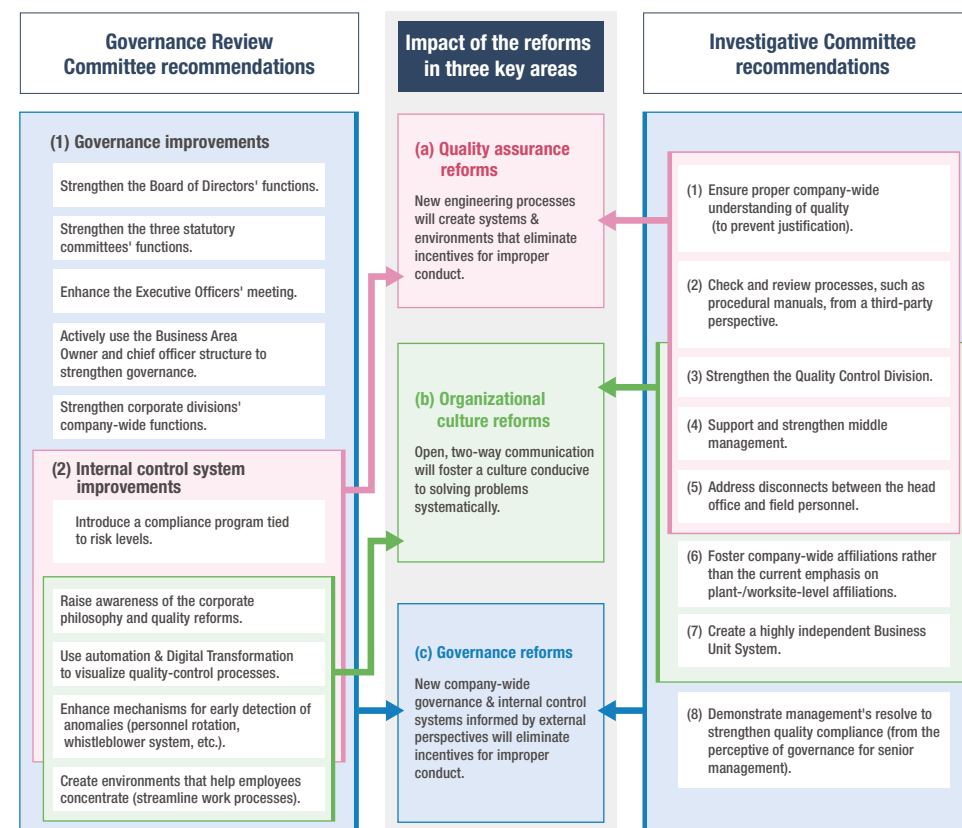 Governance Review
Committee recommendations
(1) Governance improvements
Strengthen the Board of Directors' functions.
Strengthen the three statutory
committees' functions.
Enhance the Executive Officers' meeting.
Actively use the Business Area
Owner and chief officer structure to
strengthen governance.
Strengthen corporate divisions'
company-wide functions.
(2) Internal control system
improvements
Introduce a compliance program tied
to risk levels.
Raise awareness of the corporate
philosophy and quality reforms.
Use automation & Digital Transformation
to visualize quality-control processes.
Enhance mechanisms for early detection of
anomalies (personnel rotation,
whistleblower system, etc.).
Create environments that help employees
concentrate (streamline work processes).
Impact of the reforms
in three key areas
(a) Quality assurance
reforms
New engineering processes
will create systems &
environments that eliminate
incentives for improper
conduct.
(b) Organizational
culture reforms
Open, two-way communication
will foster a culture conducive
to solving problems
systematically.
(c) Governance reforms
New company-wide
governance & internal control
systems informed by external
perspectives will eliminate
incentives for improper
conduct.
Investigative Committee
recommendations
(1) Ensure proper company-wide
understanding of quality
(to prevent justification).
(2) Check and review processes, such as
procedural manuals, from a third-party
perspective.
(3) Strengthen the Quality Control Division.
(4) Support and strengthen middle
management.
(5) Address disconnects between the head
office and field personnel.
(6) Foster company-wide affiliations rather
than the current emphasis on
plant-/worksite-level affiliations.
(7) Create a highly independent Business
Unit System.
(8) Demonstrate management's resolve to
strengthen quality compliance (from the
perceptive of governance for senior
management).